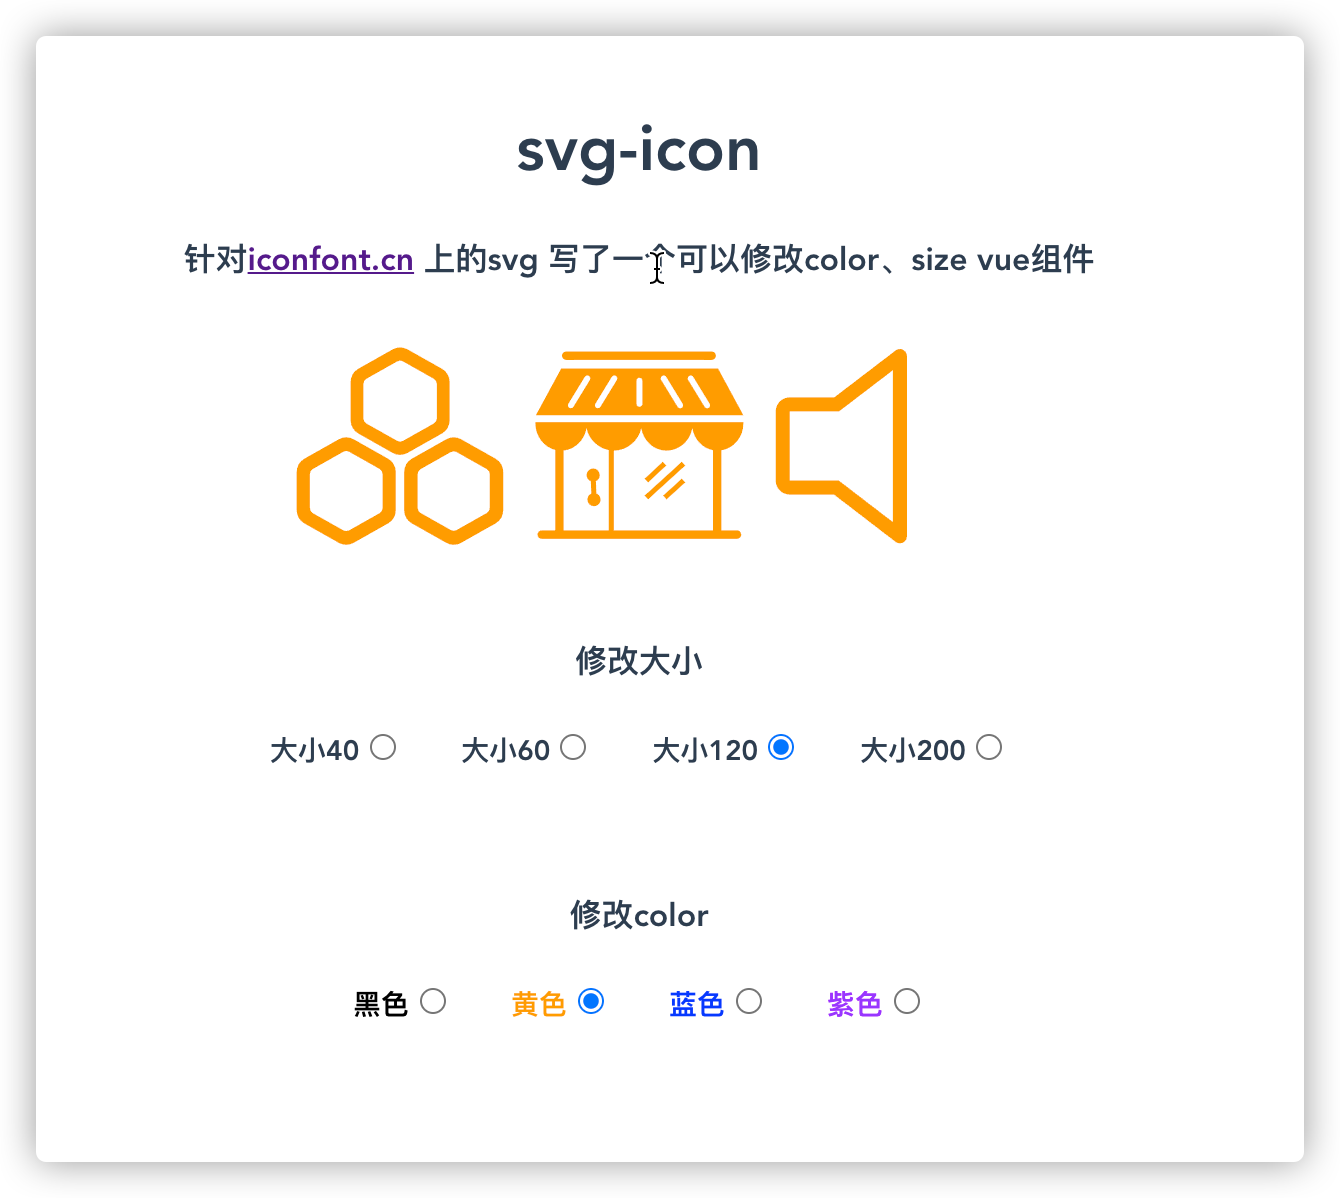 svg-icon
针对iconfont.cn 上的svg 写了一个可以修改color、size vue组件
修改大小
大小40 大小60 大小120 大小200
修改color
黑色 黄色 蓝色 紫色